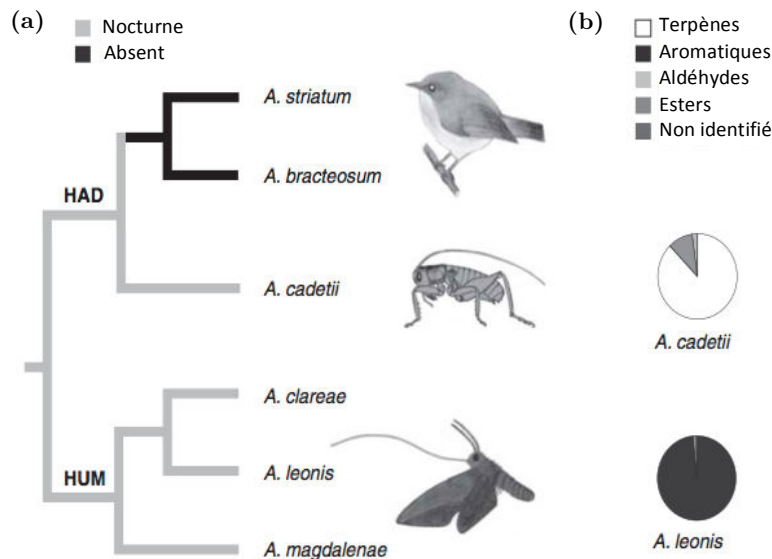 (a)
Nocturne
Absent
A. striatum
A. bracteosum
HAD
A. cadetii
A. clareae
A. leonis
HUM
A. magdalenae
(b)
Terpènes
Aromatiques
Aldéhydes
Esters
Non identifié
A. cadetii
A. leonis